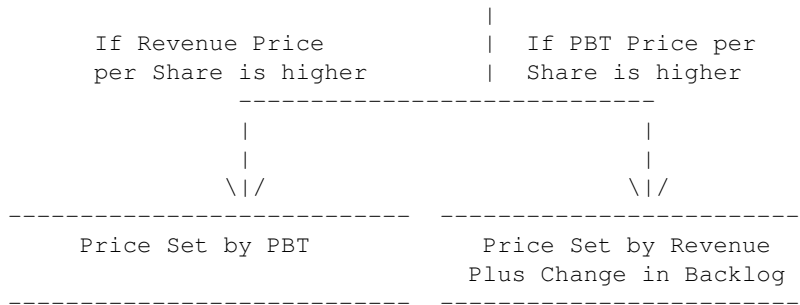 If Revenue Price
per Share is higher
If PBT Price per
Share is higher
Price Set by PBT
Price Set by Revenue
Plus Change in Backlog